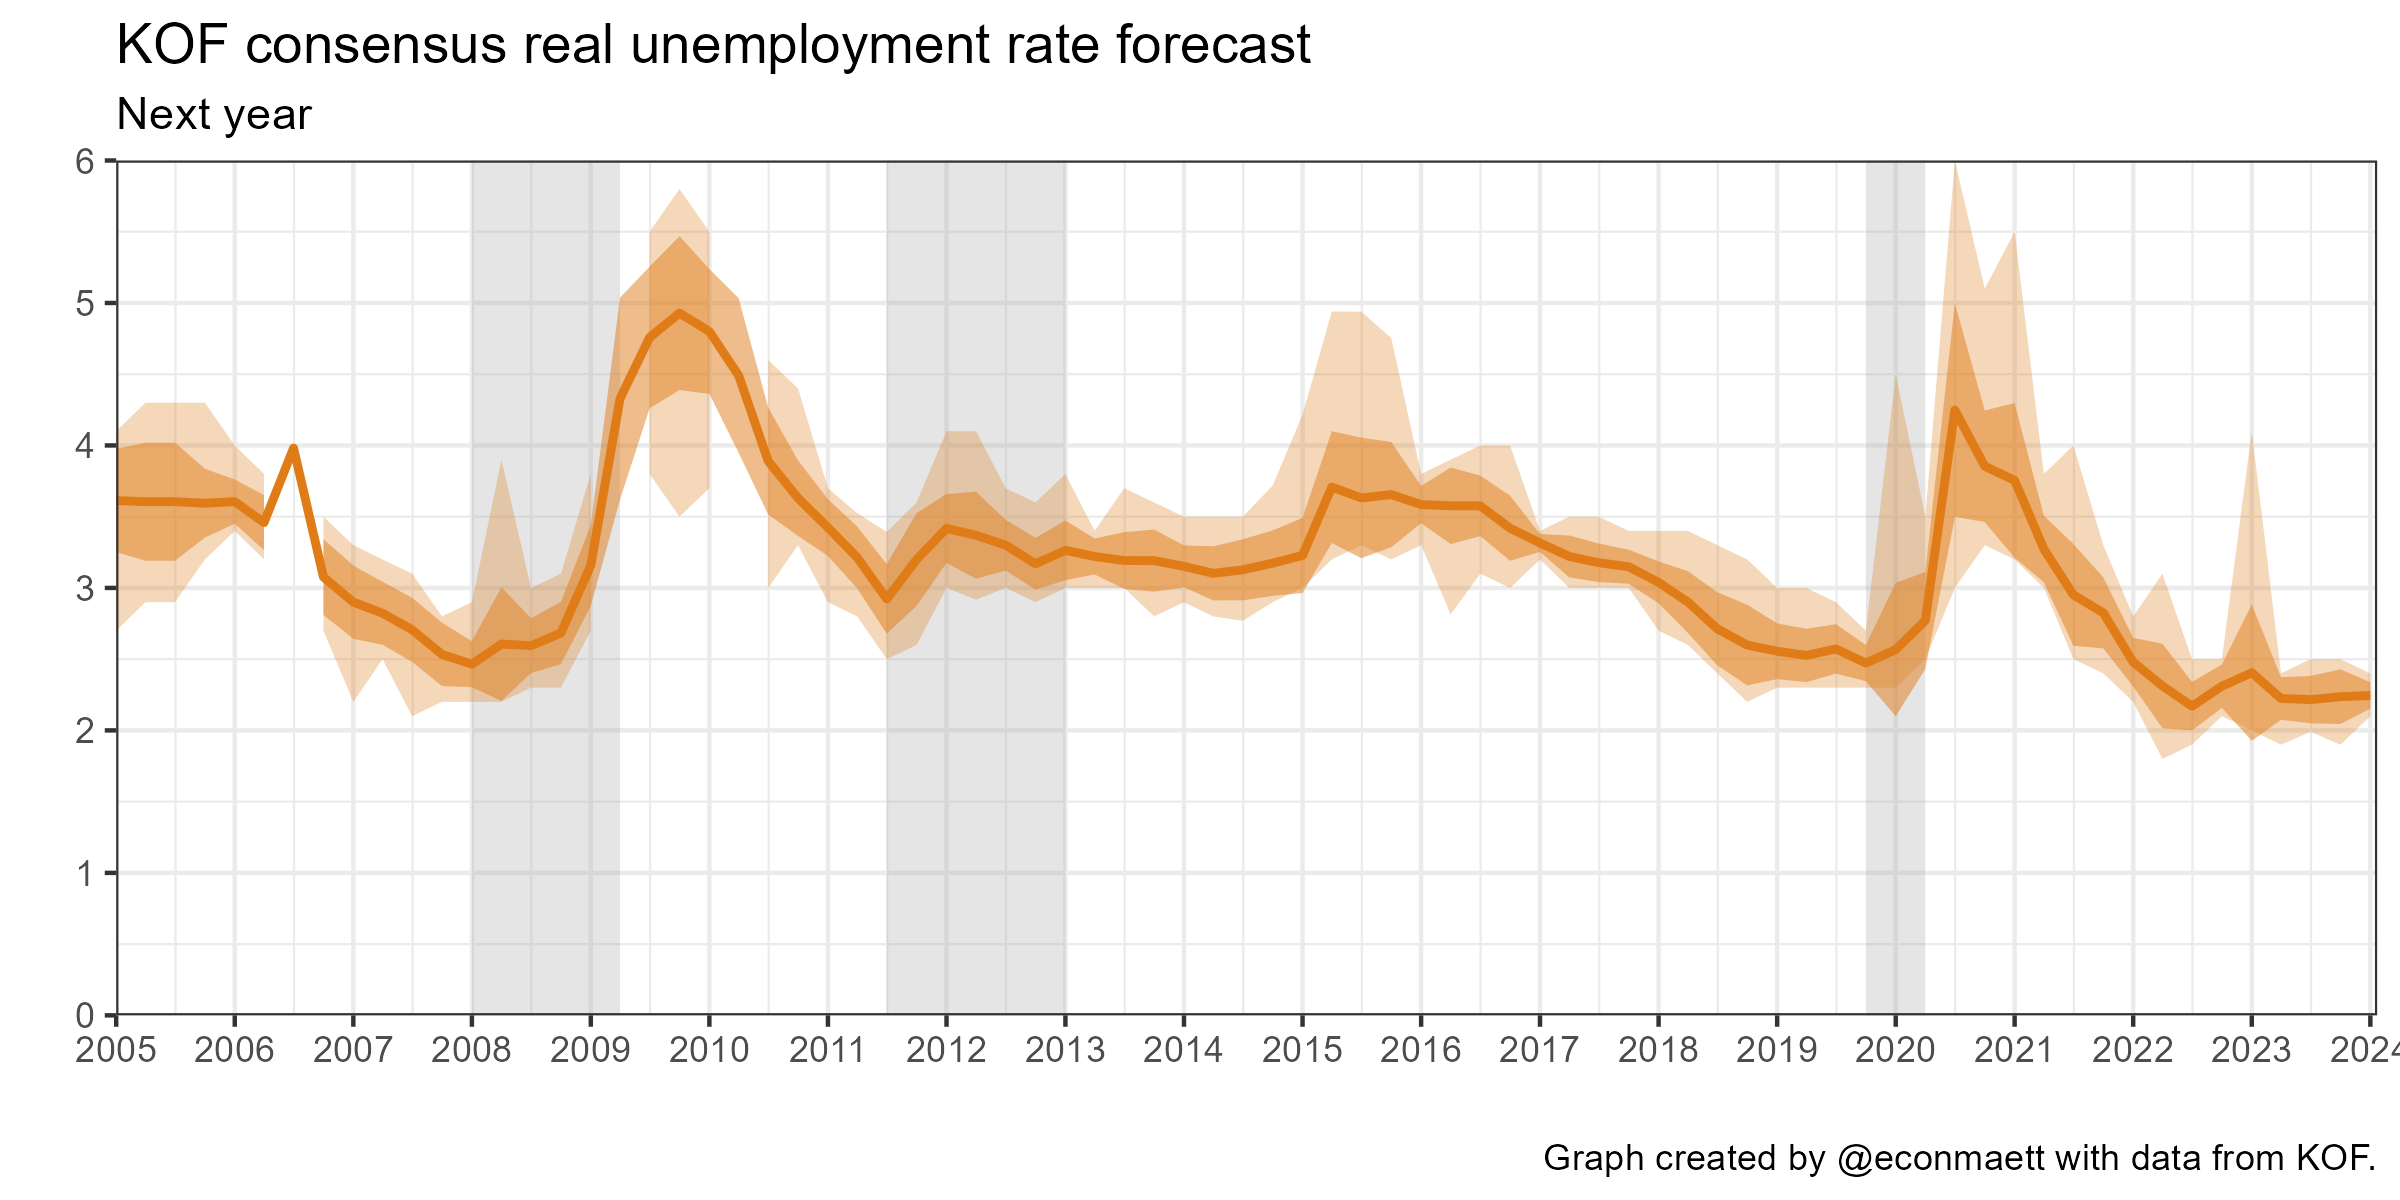 KOF consensus real unemployment rate forecast
Next year
6
5
4
3
2
1
0
2005 2006 2007 2008 2009 2010 2011 2012 2013 2014 2015 2016 2017 2018 2019 2020 2021 2022 2023 2024
Graph created by @econmaett with data from KOF.